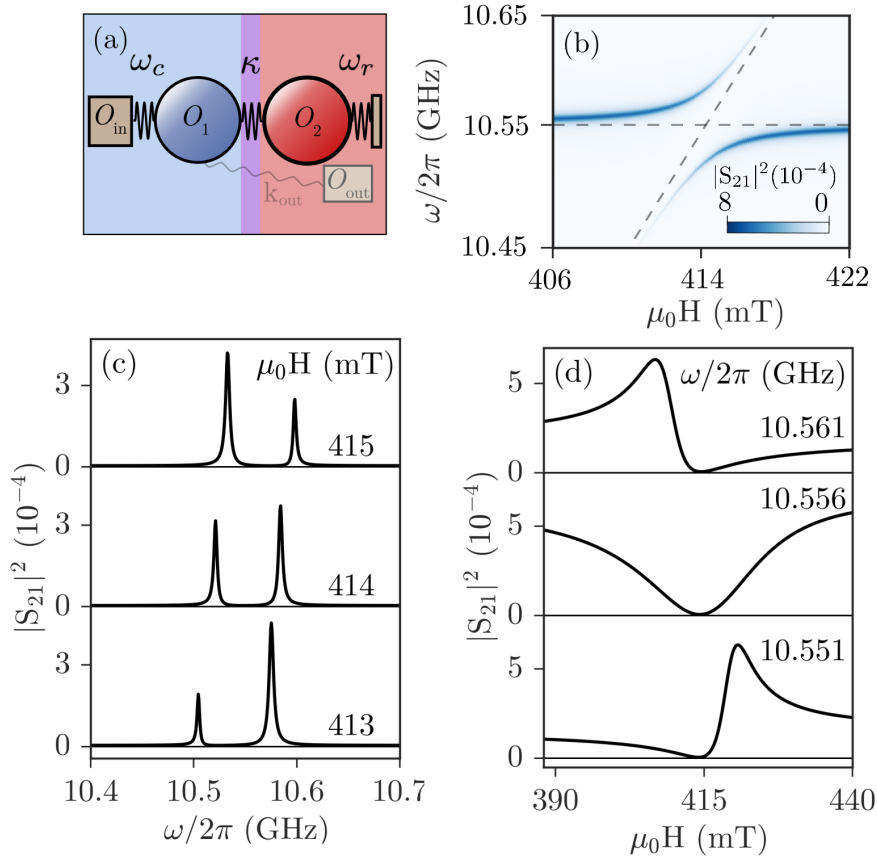 (a)
ω_c κ ω_r
O_in O_1 O_2
O_out
k_out
(b)
10.65
10.55
10.45
ω/2π (GHz)
|S_21|^2 (10^−4)
8 0
406 414 422
μ_0H (mT)
(c) μ_0H (mT)
3
0
415
3
0
414
3
0
413
|S_21|^2 (10^−4)
10.4 10.5 10.6 10.7
ω/2π (GHz)
(d) ω/2π (GHz)
5
0
10.561
5
0
10.556
5
0
10.551
|S_21|^2 (10^−4)
390 415 440
μ_0H (mT)